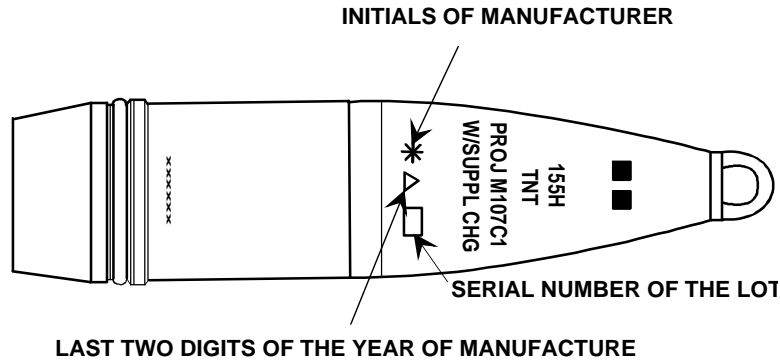 INITIALS OF MANUFACTURER
155H
TNT
PROJ M107C1
W/SUPPL CHG
xxxxxxx
SERIAL NUMBER OF THE LOT
LAST TWO DIGITS OF THE YEAR OF MANUFACTURE